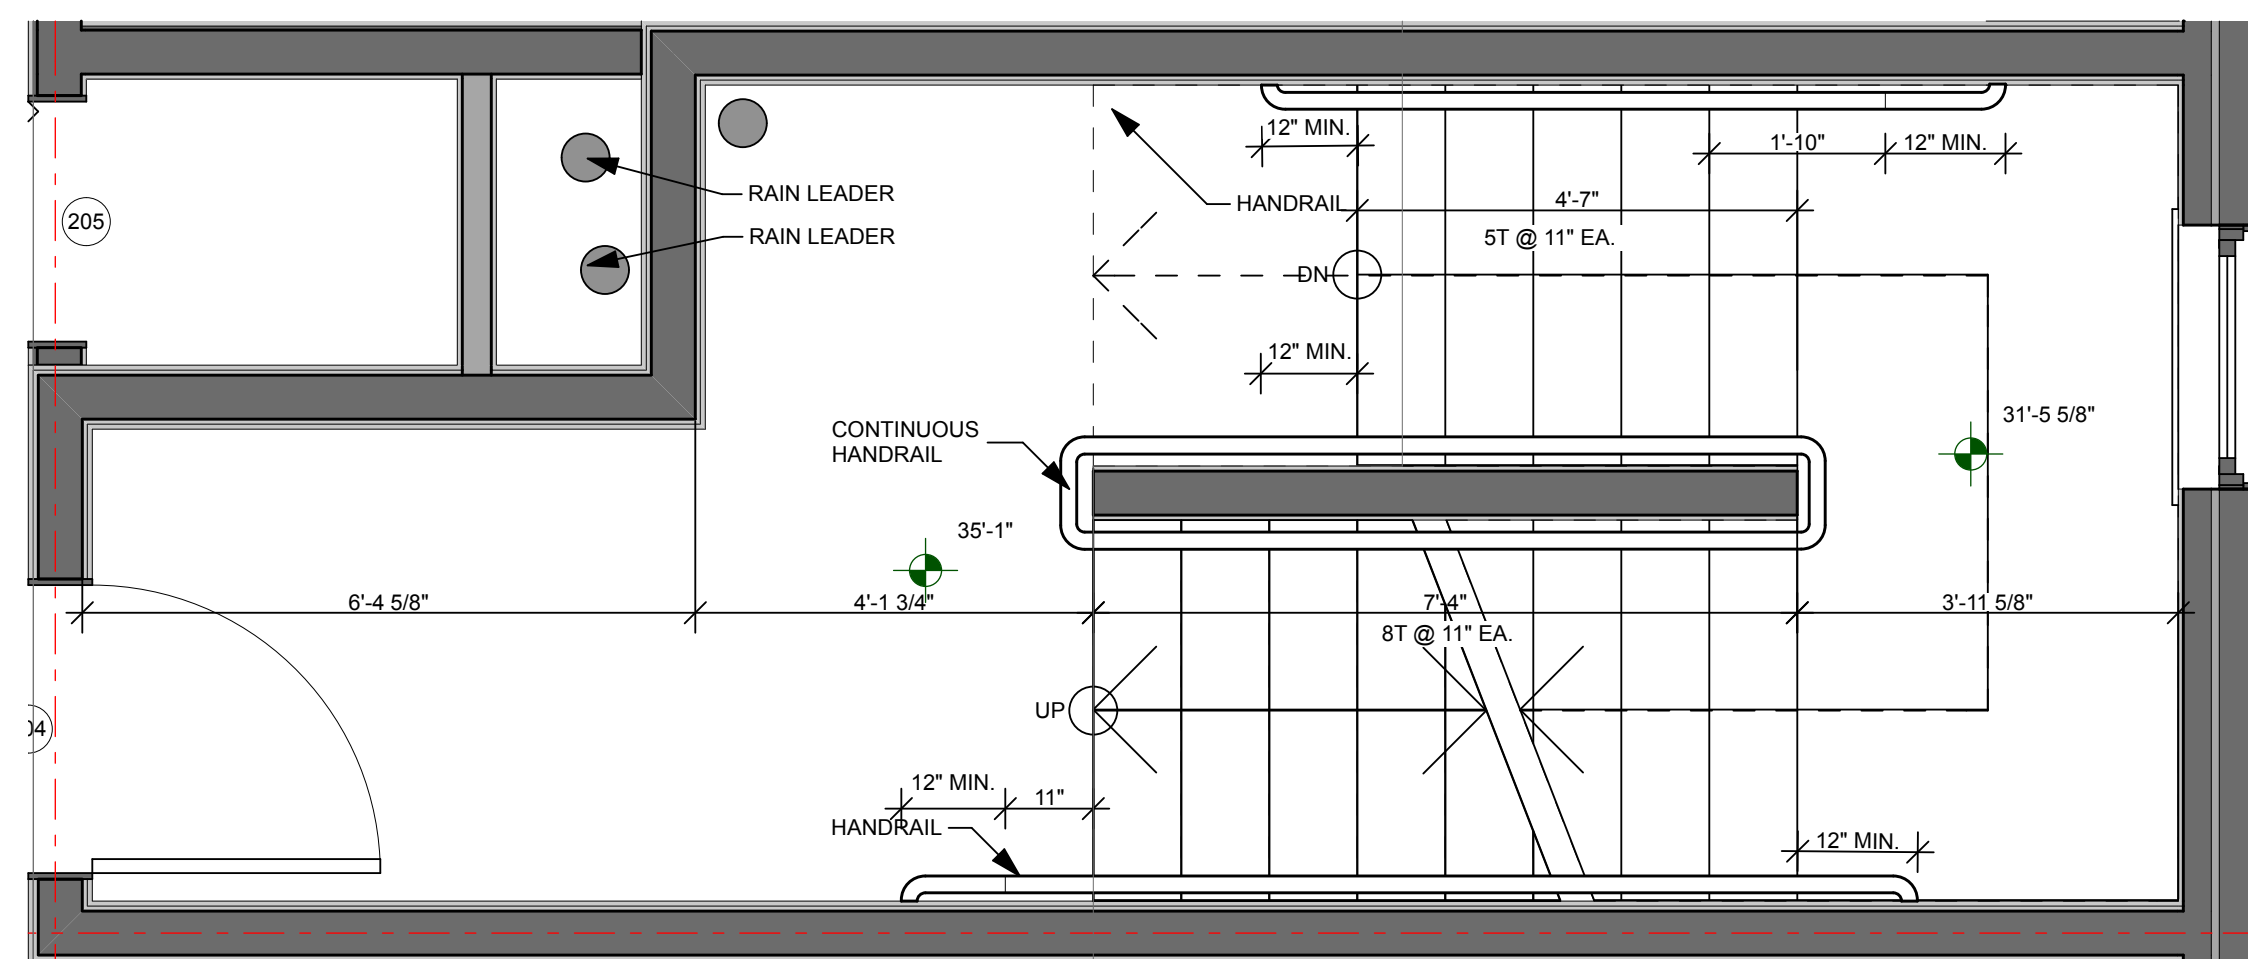 12" MIN.
1'-10"
12" MIN.
RAIN LEADER
HANDRAIL
4'-7"
205
RAIN LEADER
5T @ 11" EA.
DN
12" MIN.
31'-5 5/8"
CONTINUOUS
HANDRAIL
35'-1"
6'-4 5/8"
4'-1 3/4"
7'-4"
3'-11 5/8"
8T @ 11" EA.
UP
04
12" MIN.
11"
HANDRAIL
12" MIN.